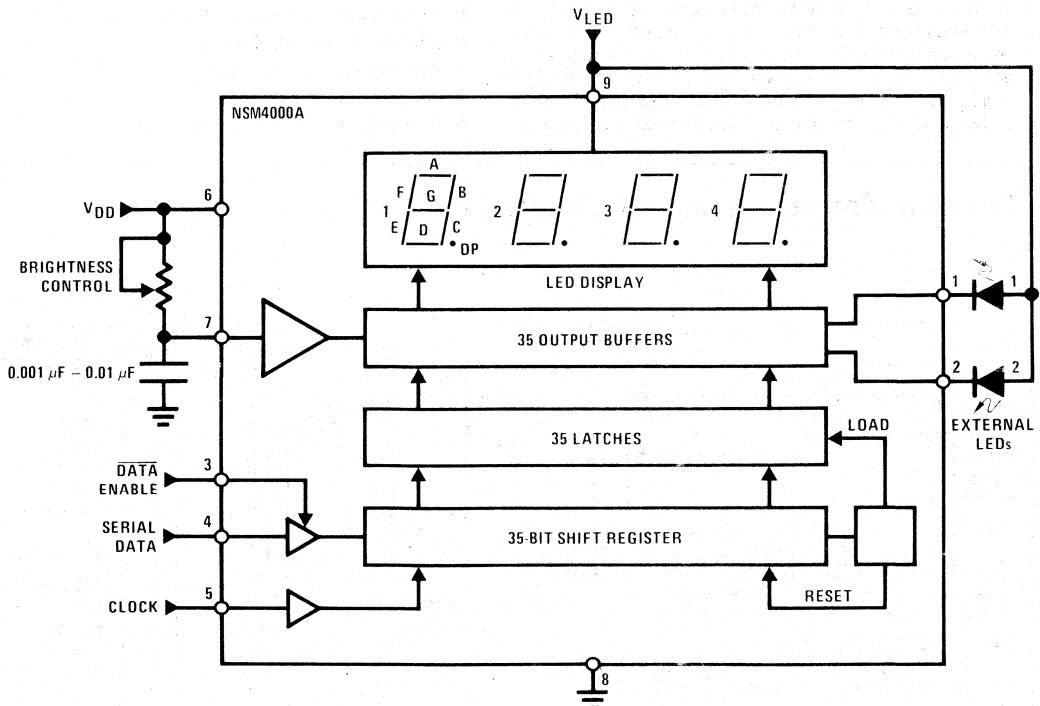 VLED
9
NSM4000A
A
F
G
B
1
E
D
C
DP
2
3
4
6
VDD
LED DISPLAY
BRIGHTNESS
CONTROL
1
1
7
35 OUTPUT BUFFERS
0.001 µF – 0.01 µF
2
2
EXTERNAL
LEDs
LOAD
35 LATCHES
3
DATA
ENABLE
4
SERIAL
DATA
35-BIT SHIFT REGISTER
5
CLOCK
RESET
8